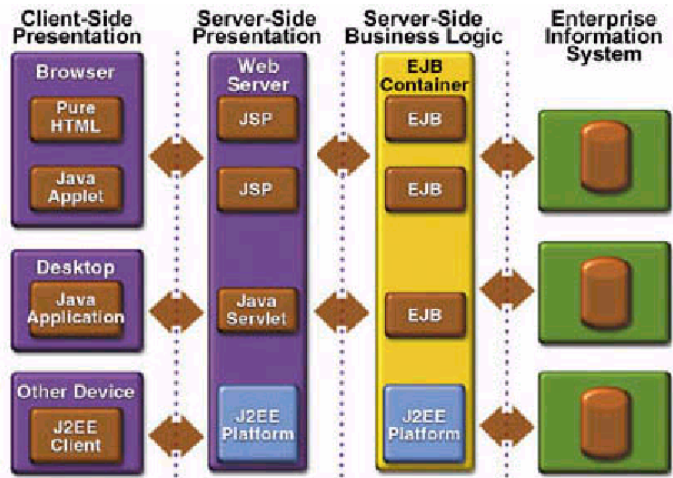 Client-Side
Presentation
Server-Side
Presentation
Server-Side
Business Logic
Enterprise
Information
System
Browser
Pure
HTML
Java
Applet
Desktop
Java
Application
Other Device
J2EE
Client
Web
Server
JSP
JSP
Java
Servlet
J2EE
Platform
EJB
Container
EJB
EJB
EJB
J2EE
Platform